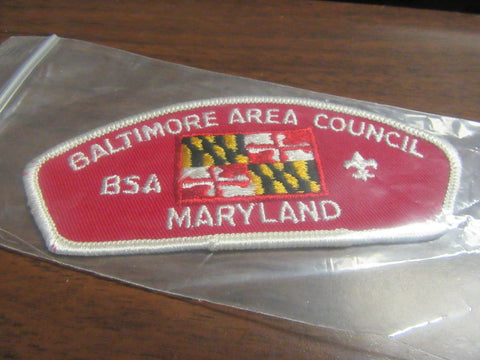 BALTIMORE AREA COUNCIL
BSA
MARYLAND